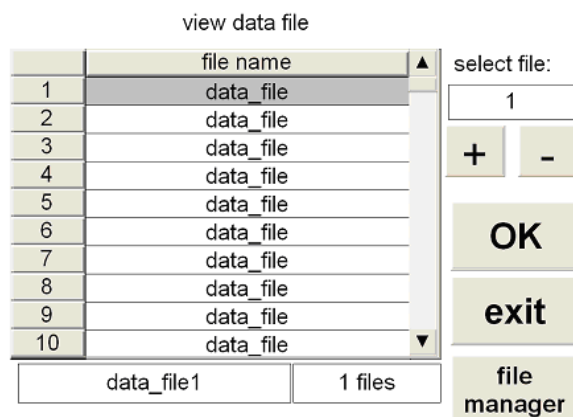 view data file
file name
select file:
1 data_file
1
2 data_file
3 data_file
+ -
4 data_file
5 data_file
6 data_file
OK
7 data_file
8 data_file
exit
9 data_file
10 data_file
data_file1 1 files
file
manager